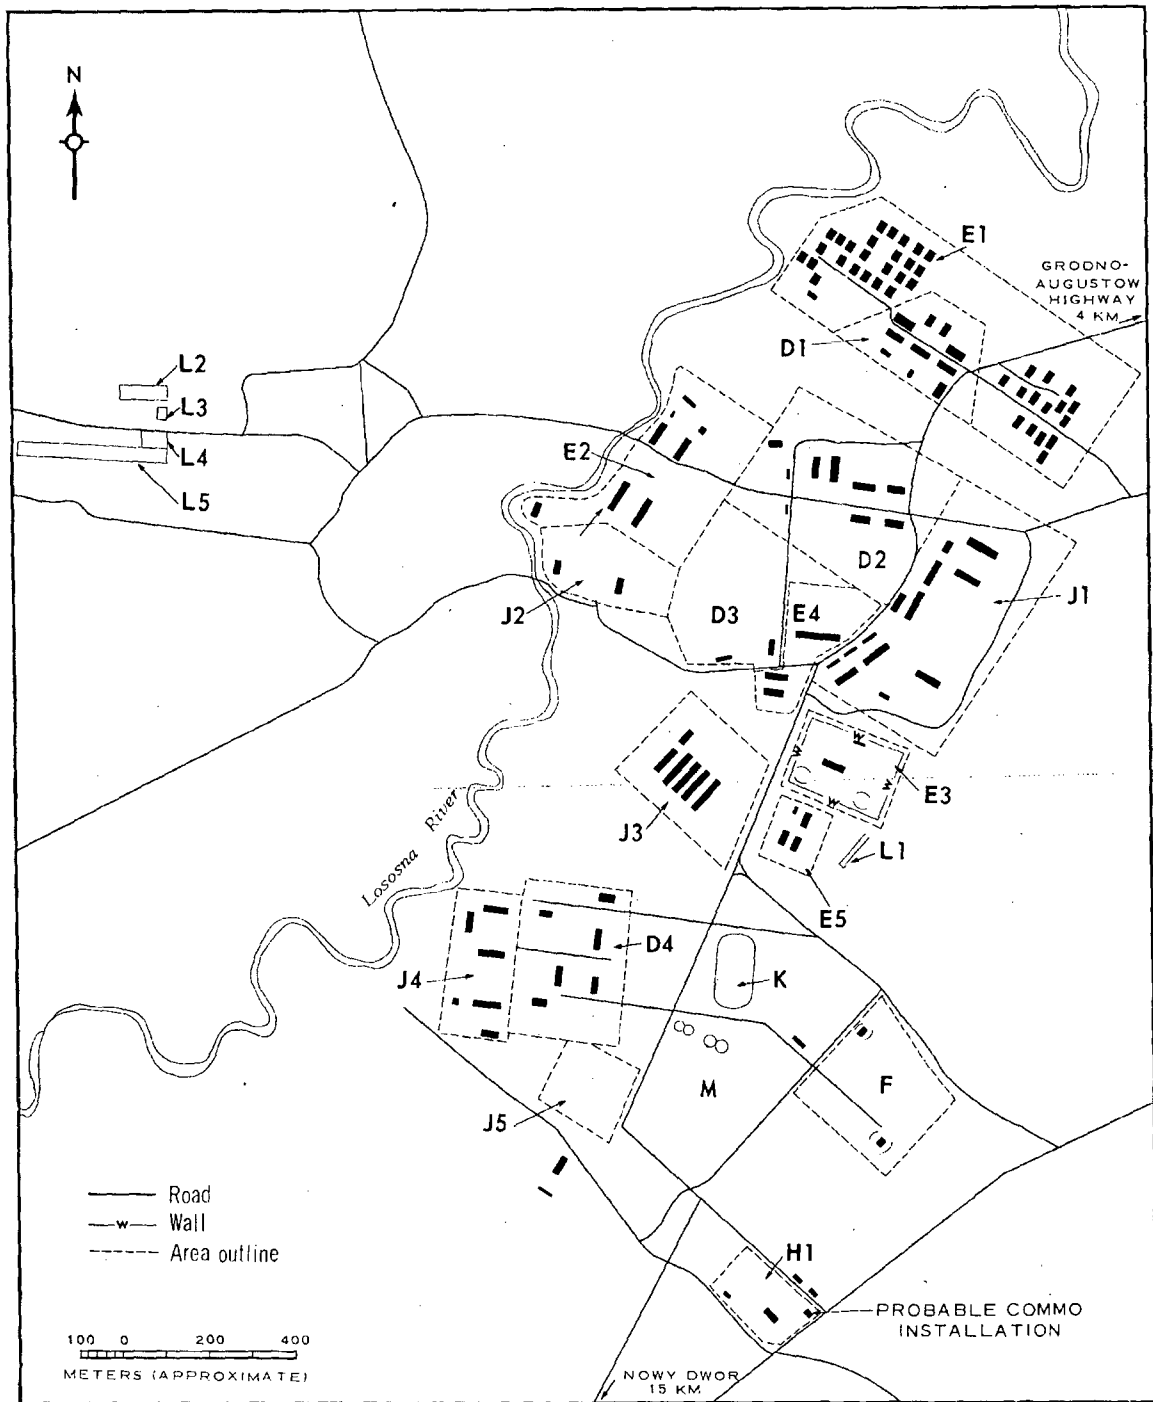 N
E1
GRODNO-
AUGUSTOW
HIGHWAY
4 KM
D1
L2
L3
L4
L5
E2
D2
J1
J2
D3
E4
E3
J3
L1
E5
Lososna River
D4
J4
K
F
M
J5
Road
W Wall
Area outline
H1
PROBABLE COMMO
INSTALLATION
100 0 200 400
METERS (APPROXIMATE)
NOWY DWOR
15 KM
W
W
W
W
W